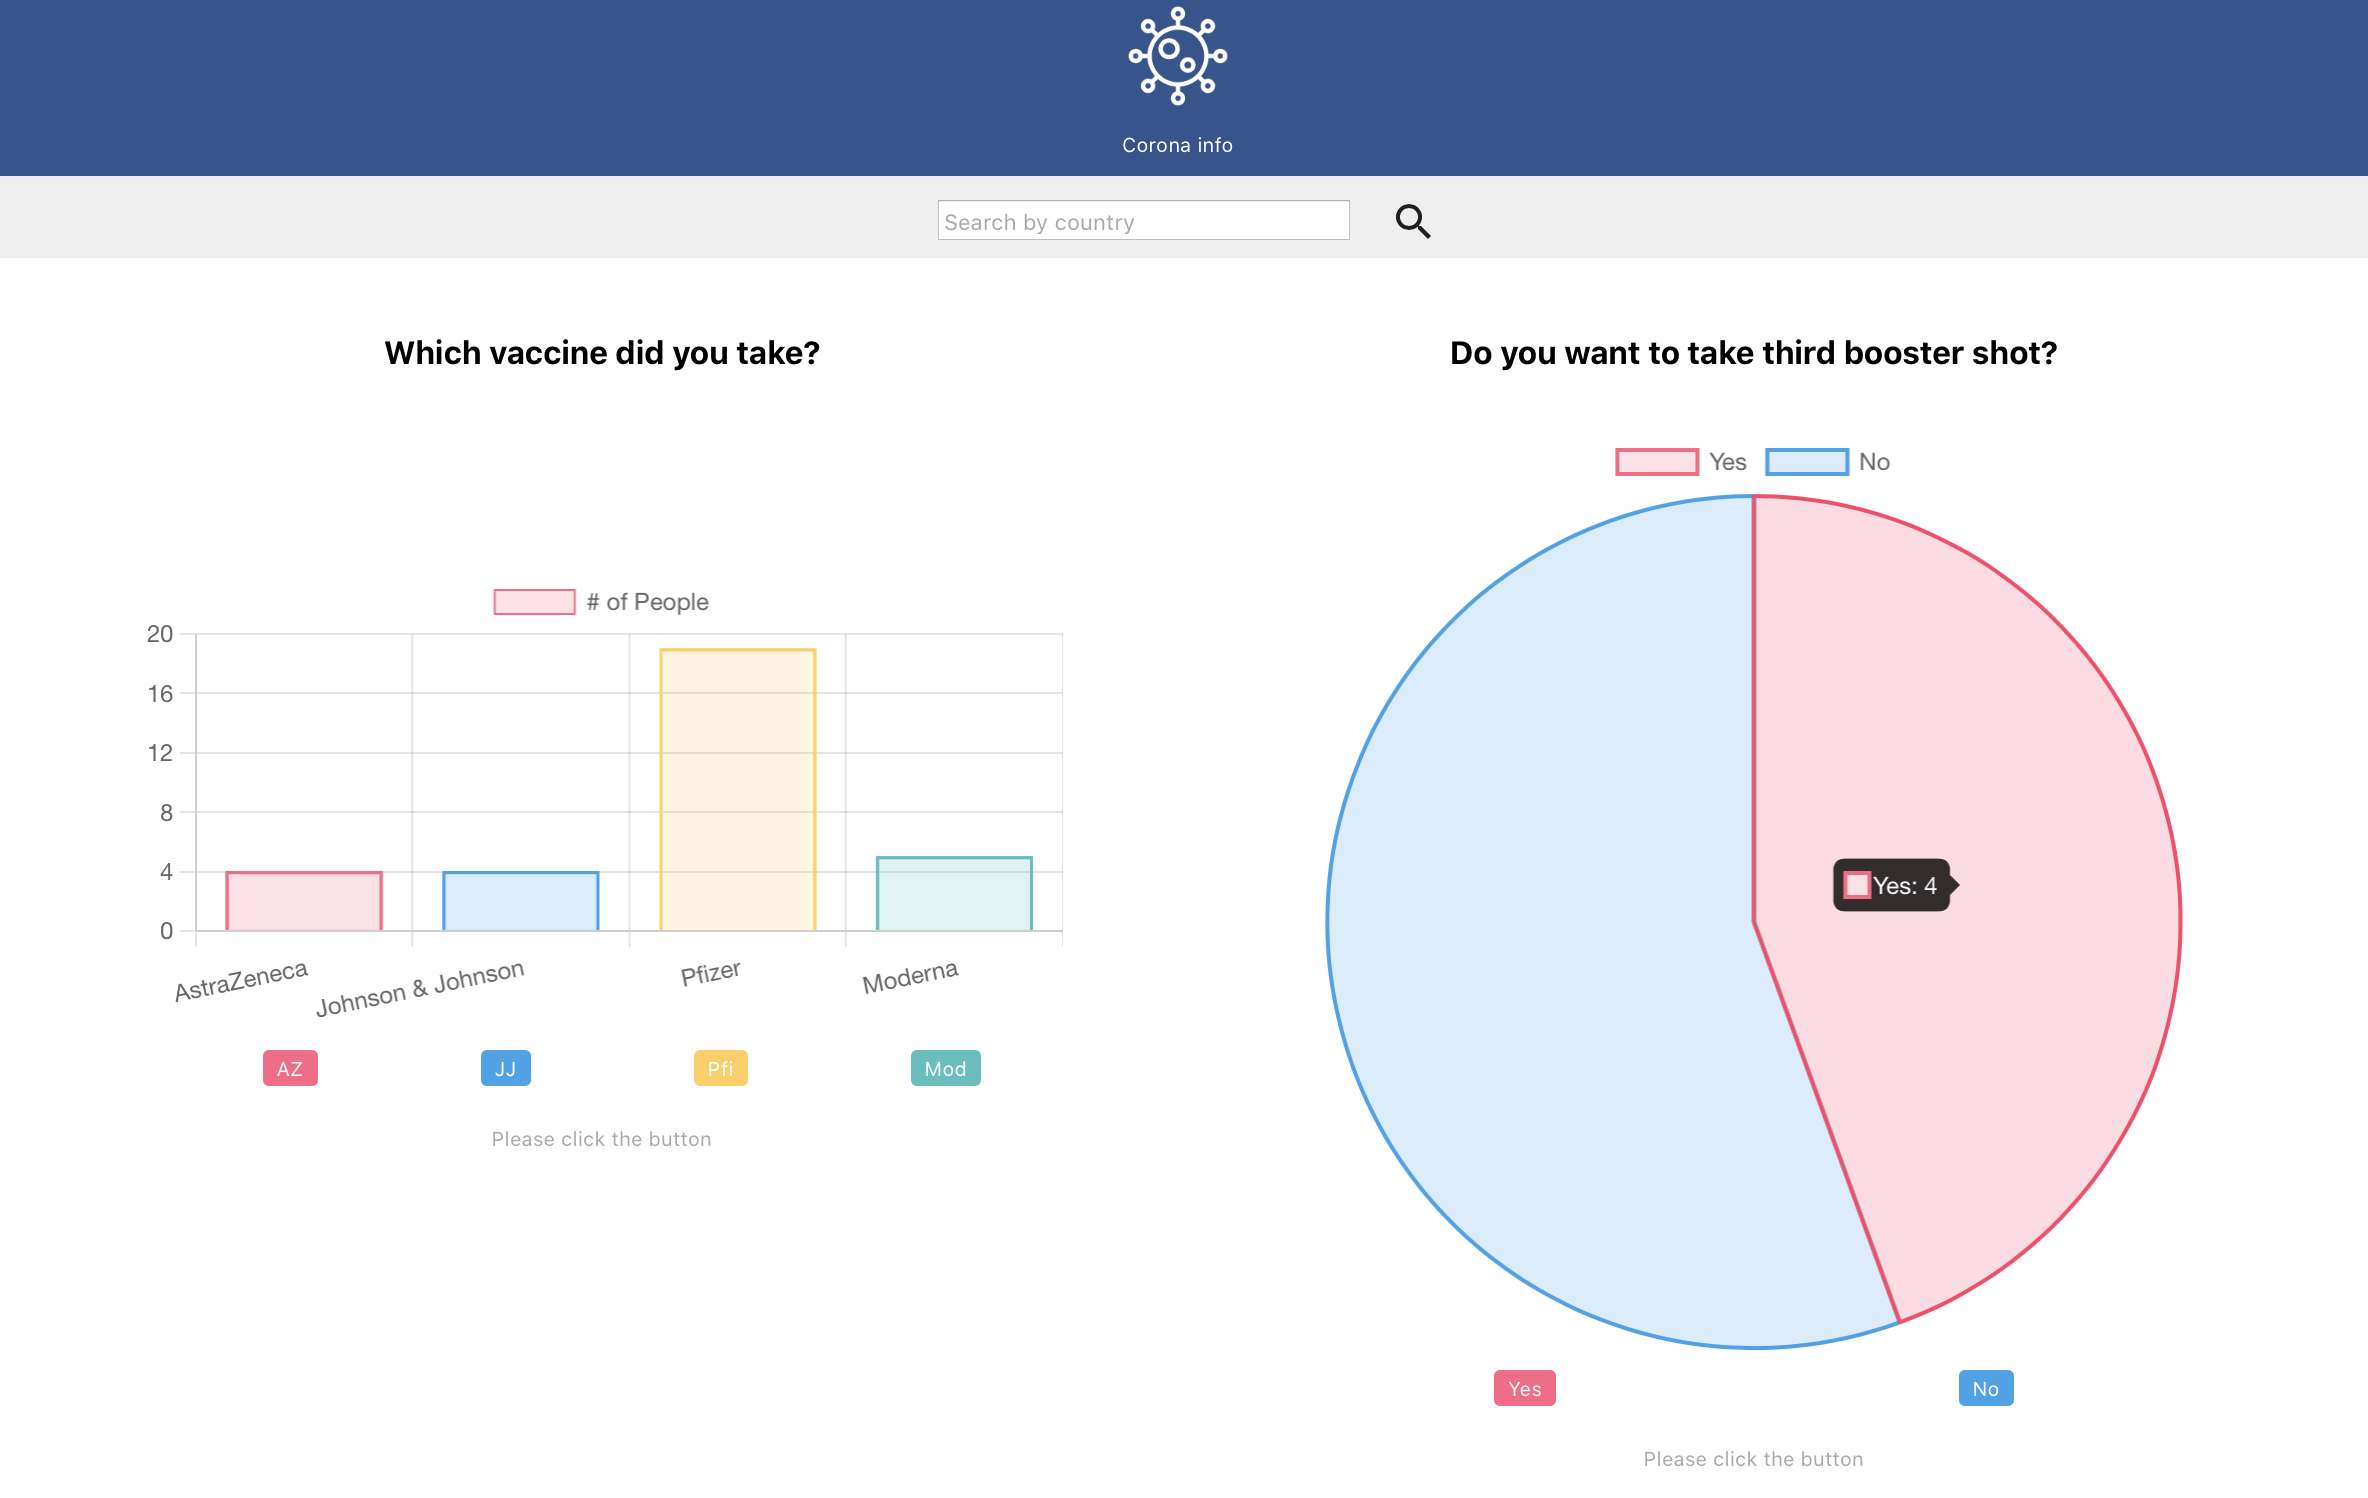 Corona info
Search by country
Which vaccine did you take?
# of People
20
16
12
8
4
0
AstraZeneca
Johnson & Johnson
Pfizer
Moderna
AZ
JJ
Pfi
Mod
Please click the button
Do you want to take third booster shot?
Yes No
Yes: 4
Yes
No
Please click the button